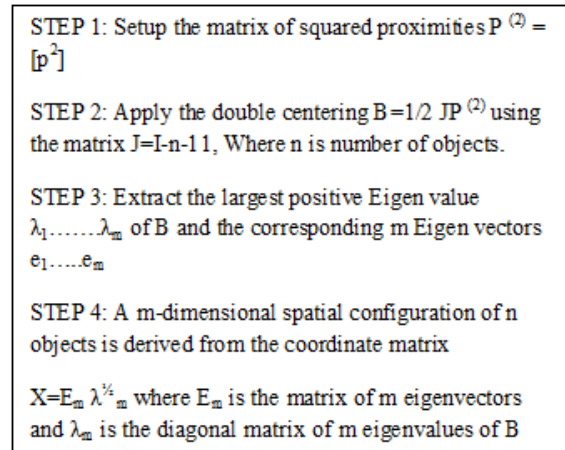 STEP 1: Setup the matrix of squared proximities P ⁽²⁾ =
[p²]
STEP 2: Apply the double centering B=1/2 JP ⁽²⁾ using
the matrix J=I-n-11, Where n is number of objects.
STEP 3: Extract the largest positive Eigen value
λ₁.......λₘ of B and the corresponding m Eigen vectors
e₁.....eₘ
STEP 4: A m-dimensional spatial configuration of n
objects is derived from the coordinate matrix
X=Eₘ λ^½ₘ where Eₘ is the matrix of m eigenvectors
and λₘ is the diagonal matrix of m eigenvalues of B